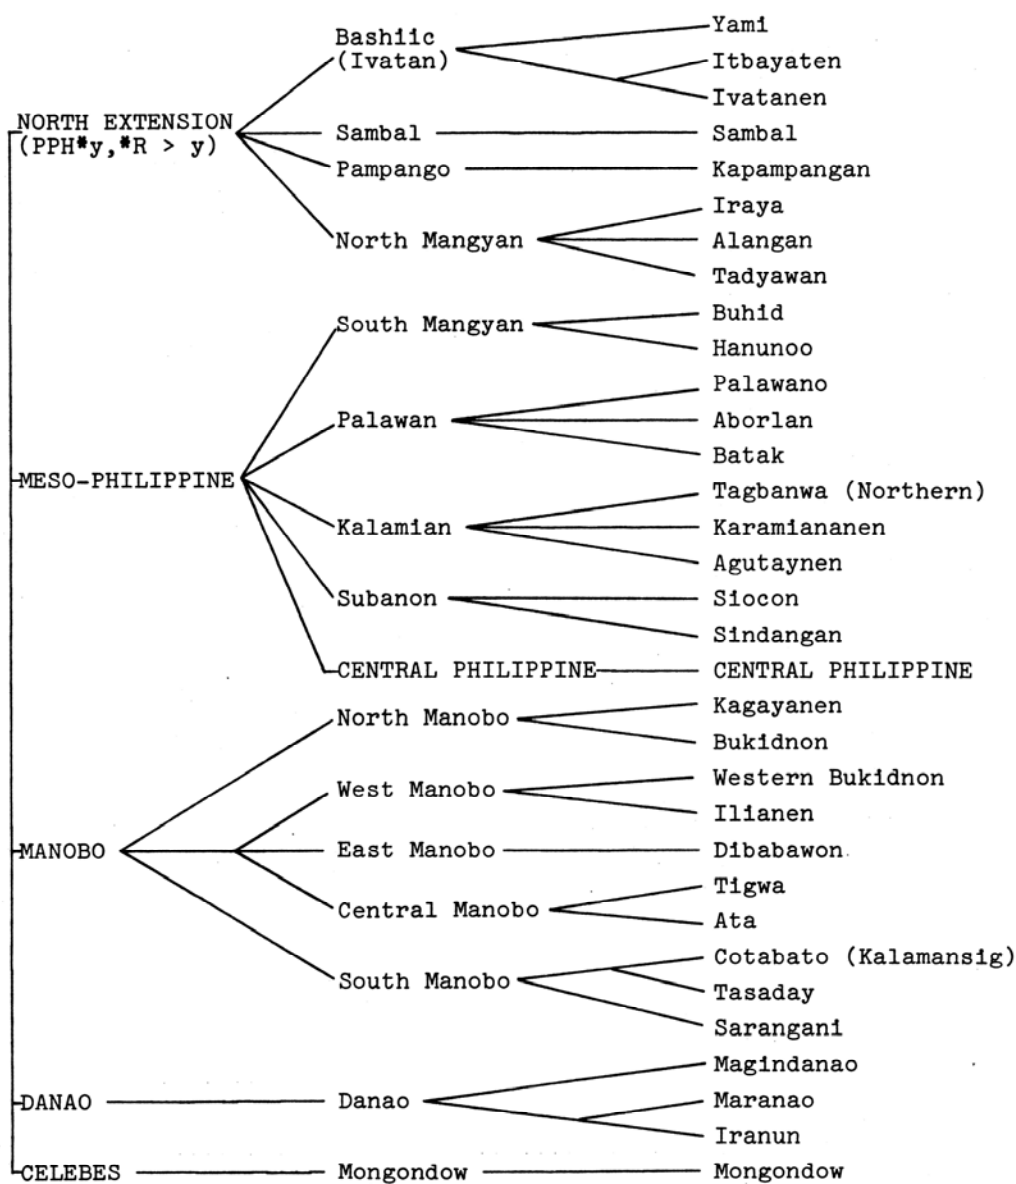 Yami
Bashiic
(Ivatan)
Itbayaten
Ivatanen
NORTH EXTENSION
(PPH*y,*R > y)
Sambal
Sambal
Pampango
Kapampangan
Iraya
North Mangyan
Alangan
Tadyawan
South Mangyan
Buhid
Hanunoo
Palawano
Palawan
Aborlan
Batak
MESO-PHILIPPINE
Tagbanwa (Northern)
Kalamian
Karamiananen
Agutaynen
Subanon
Siocon
Sindangan
CENTRAL PHILIPPINE
CENTRAL PHILIPPINE
Kagayanen
North Manobo
Bukidnon
Western Bukidnon
West Manobo
Ilianen
MANOBO
East Manobo
Dibabawon
Tigwa
Central Manobo
Ata
Cotabato (Kalamansig)
South Manobo
Tasaday
Sarangani
Magindanao
DANAO
Danao
Maranao
Iranun
CELEBES
Mongondow
Mongondow